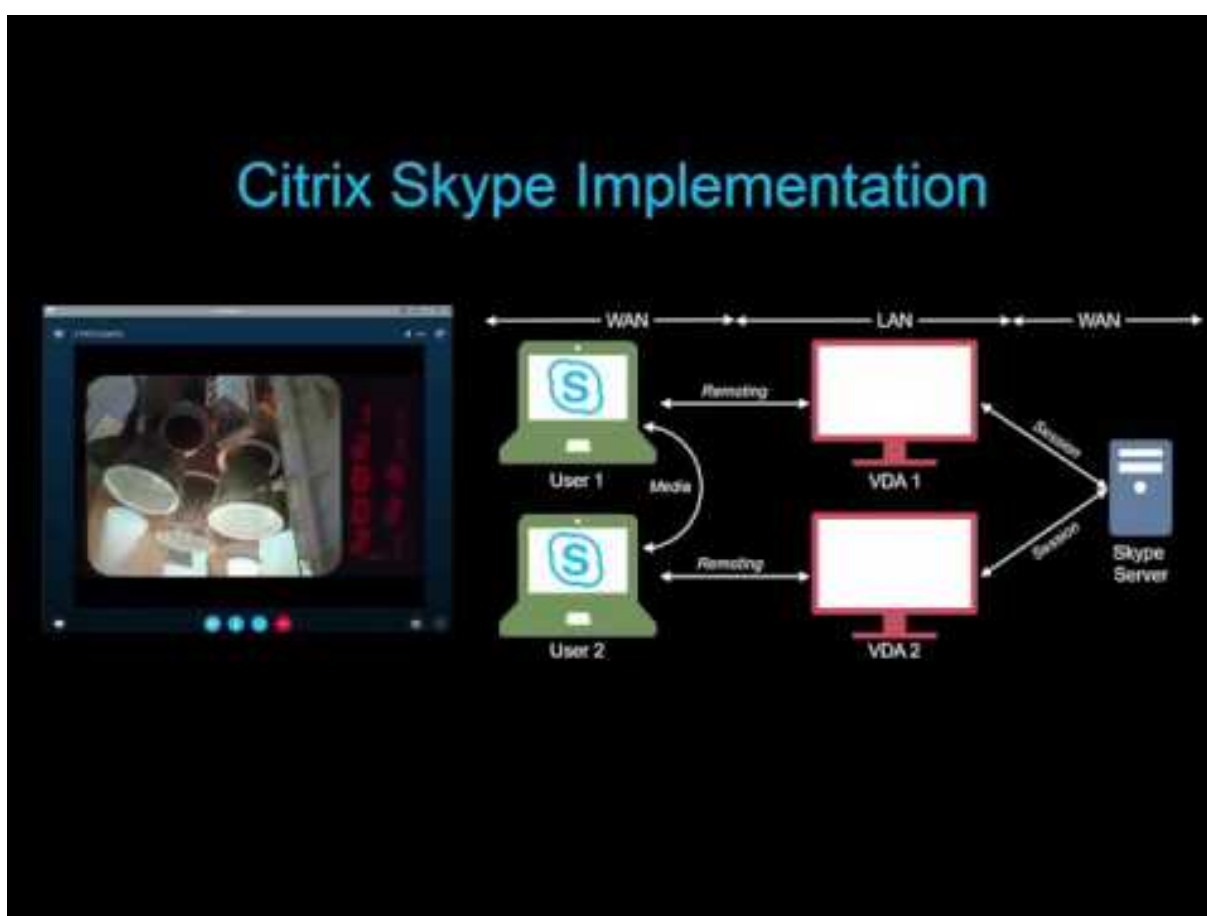 Citrix Skype Implementation
WAN LAN WAN
S
Remoting
Session
User 1
Media
VDA 1
S
Remoting
Session
Skype
Server
User 2
VDA 2